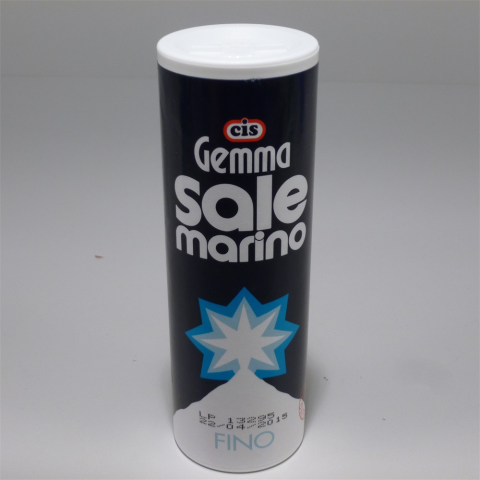 cis
Gemma
sale
marino
LP 13295
22/04/2015
FINO